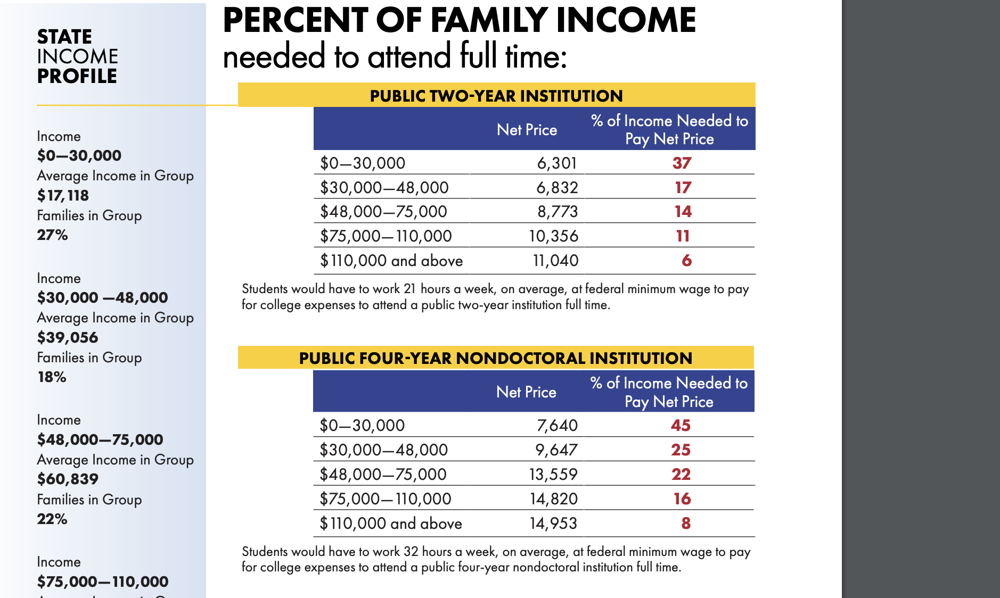 STATE
INCOME
PROFILE
Income
$0—30,000
Average Income in Group
$17,118
Families in Group
27%
Income
$30,000 —48,000
Average Income in Group
$39,056
Families in Group
18%
Income
$48,000—75,000
Average Income in Group
$60,839
Families in Group
22%
Income
$75,000—110,000
PERCENT OF FAMILY INCOME
needed to attend full time:
PUBLIC TWO-YEAR INSTITUTION
Net Price % of Income Needed to
Pay Net Price
$0—30,000 6,301 37
$30,000—48,000 6,832 17
$48,000—75,000 8,773 14
$75,000—110,000 10,356 11
$110,000 and above 11,040 6
Students would have to work 21 hours a week, on average, at federal minimum wage to pay
for college expenses to attend a public two-year institution full time.
PUBLIC FOUR-YEAR NONDOCTORAL INSTITUTION
Net Price % of Income Needed to
Pay Net Price
$0—30,000 7,640 45
$30,000—48,000 9,647 25
$48,000—75,000 13,559 22
$75,000—110,000 14,820 16
$110,000 and above 14,953 8
Students would have to work 32 hours a week, on average, at federal minimum wage to pay
for college expenses to attend a public four-year nondoctoral institution full time.